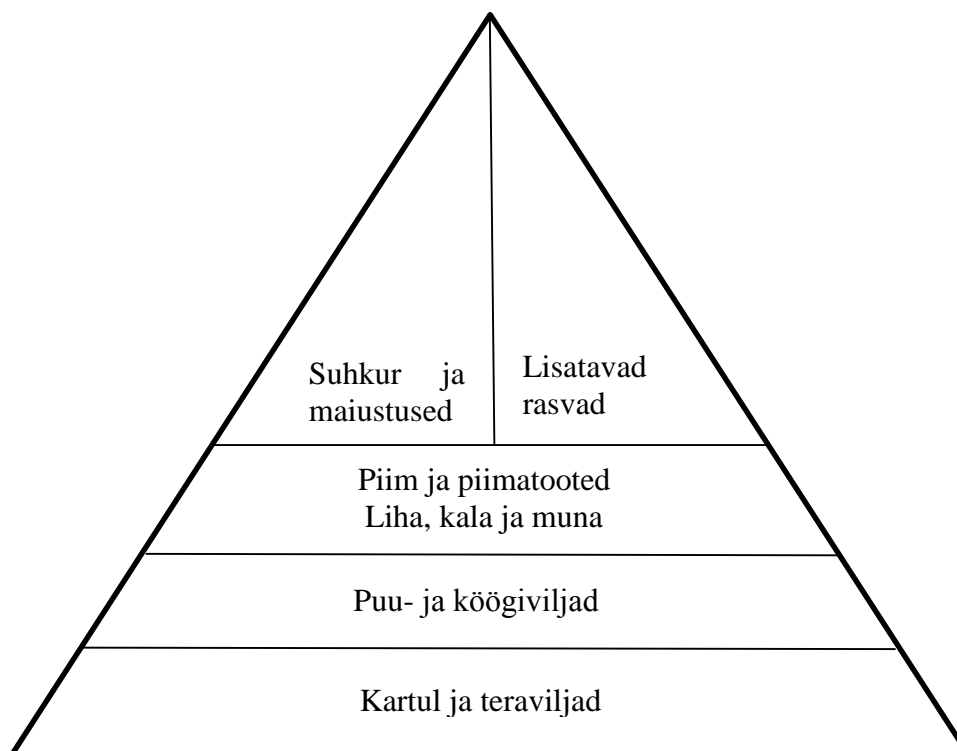 Suhkur ja
maiustused
Lisatavad
rasvad
Piim ja piimatooted
Liha, kala ja muna
Puu- ja köögiviljad
Kartul ja teraviljad